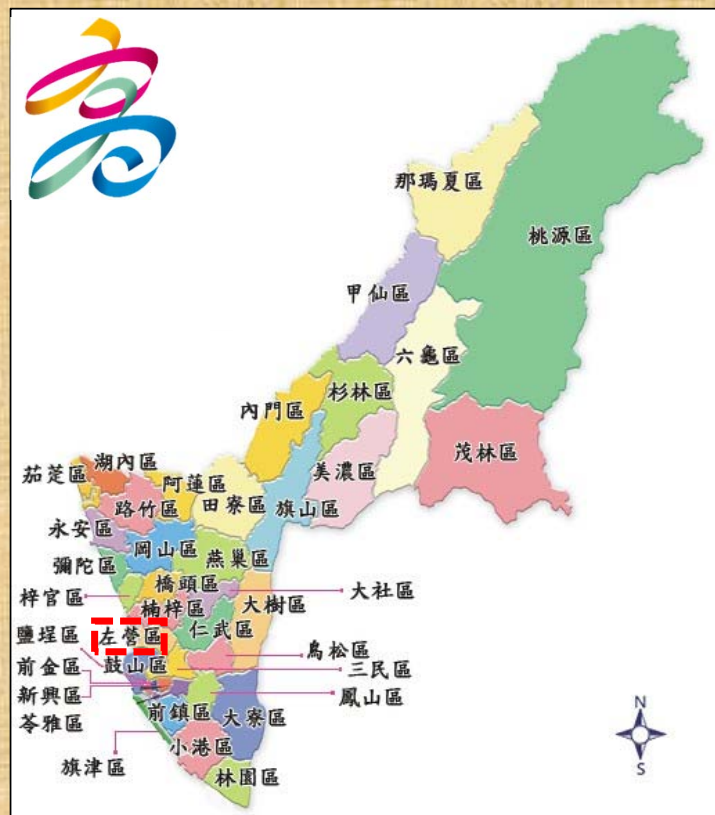 那瑪夏區
桃源區
甲仙區
六龜區
杉林區
內門區
美濃區
茂林區
湖內區
茄萣區
阿蓮區
田寮區
旗山區
路竹區
永安區
岡山區
燕巢區
彌陀區
橋頭區
大社區
梓官區
楠梓區
大樹區
仁武區
鹽埕區
左營區
鳥松區
前金區
鼓山區
三民區
新興區
鳳山區
苓雅區
前鎮區
大寮區
小港區
旗津區
林園區
N
S